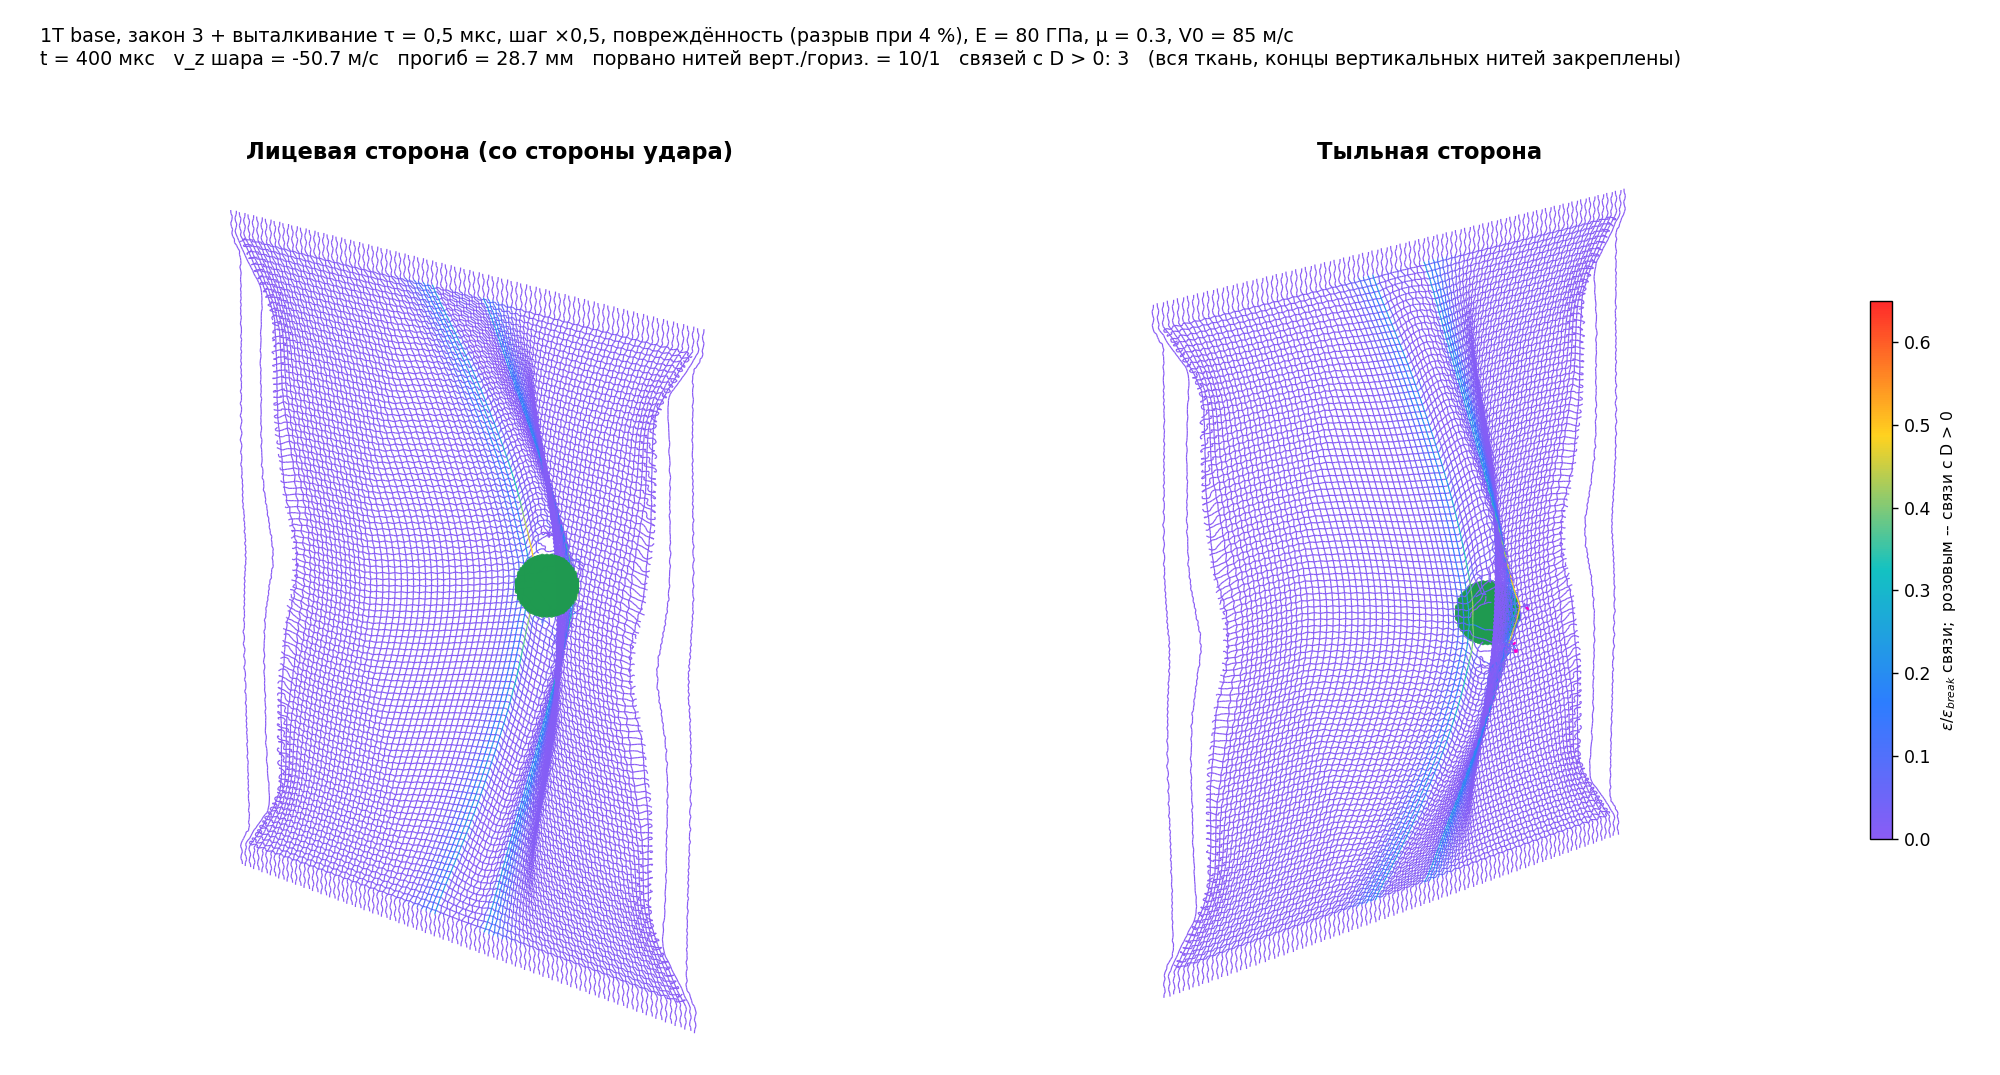 1T base, закон 3 + выталкивание τ = 0,5 мкс, шаг ×0,5, повреждённость (разрыв при 4 %), E = 80 ГПа, μ = 0.3, V0 = 85 м/с
t = 400 мкс v_z шара = -50.7 м/с прогиб = 28.7 мм порвано нитей верт./гориз. = 10/1 связей с D > 0: 3 (вся ткань, концы вертикальных нитей закреплены)
Лицевая сторона (со стороны удара)
Тыльная сторона
0.6
0.5
0.4
0.3
0.2
0.1
0.0
ε/ε_break связи; розовым -- связи с D > 0